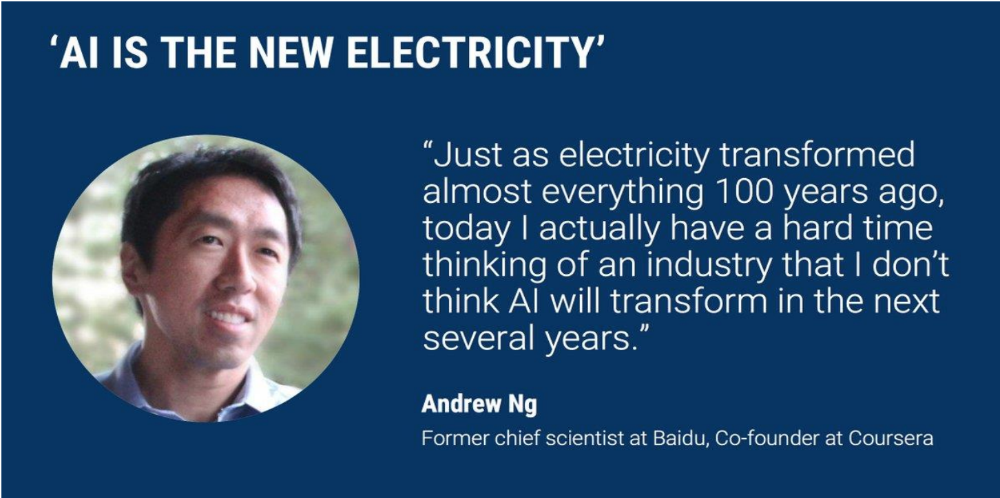 ‘AI IS THE NEW ELECTRICITY’
“Just as electricity transformed
almost everything 100 years ago,
today I actually have a hard time
thinking of an industry that I don’t
think AI will transform in the next
several years.”
Andrew Ng
Former chief scientist at Baidu, Co-founder at Coursera